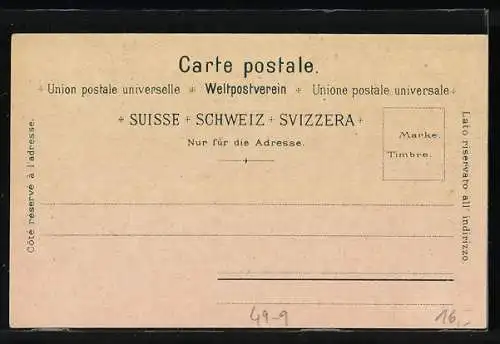 Carte postale.
+ Union postale universelle + Weltpostverein + Unione postale universale +
+ SUISSE + SCHWEIZ + SVIZZERA +
Nur für die Adresse.
Marke.
Timbre.
Côté réservé à l'adresse.
Lato riservato all' indirizzo.
49-9
16,-